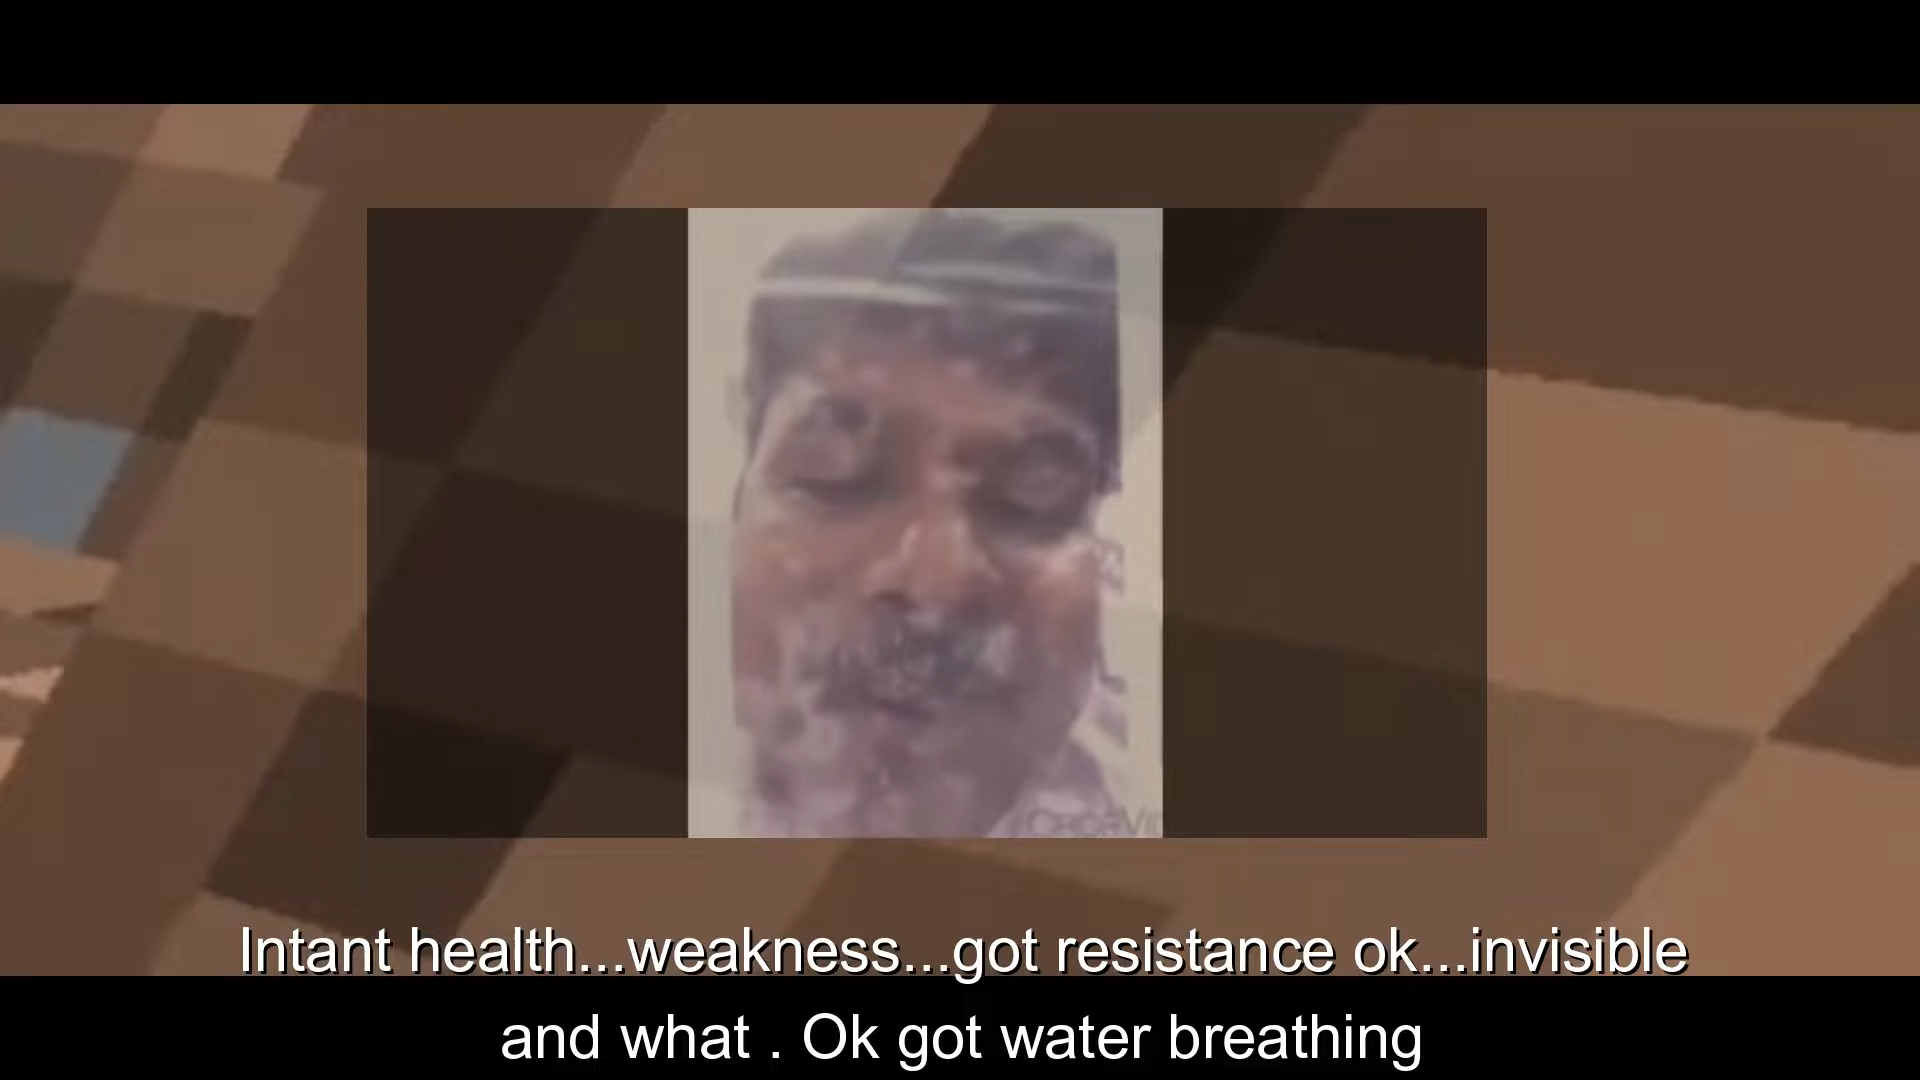 Intant health...weakness...got resistance ok...invisible
and what . Ok got water breathing